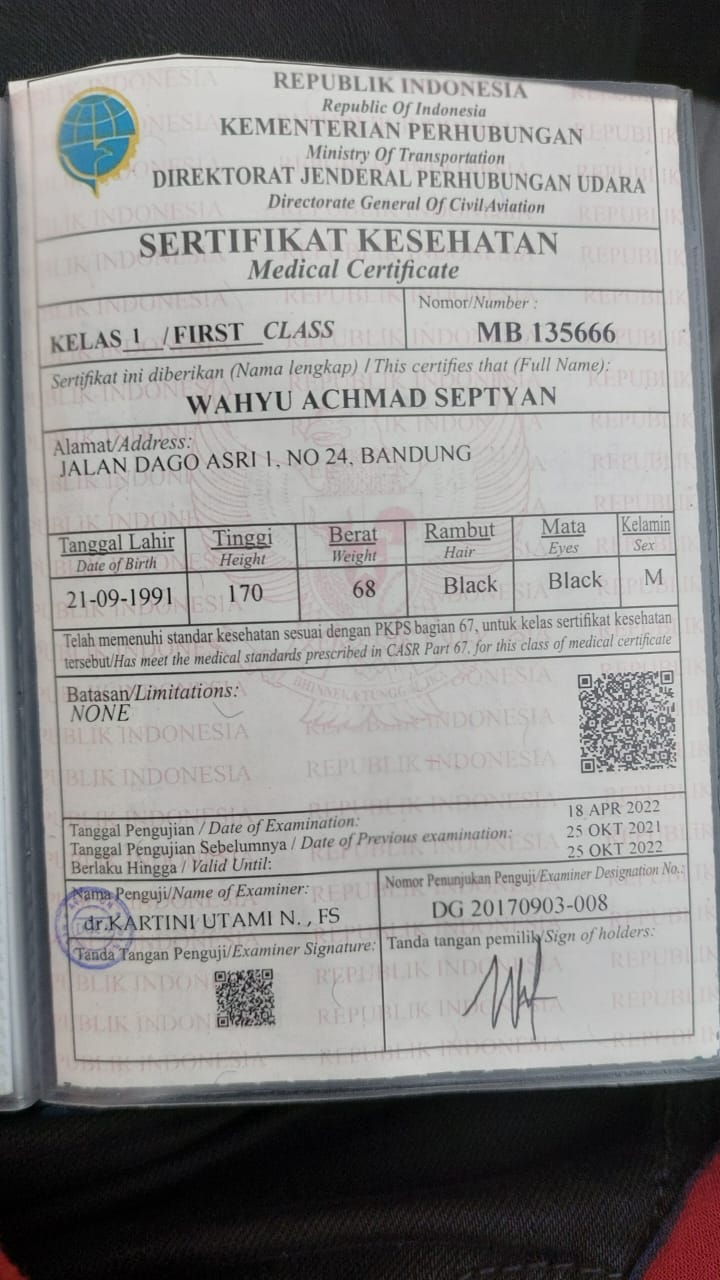 REPUBLIK INDONESIA
Republic Of Indonesia
KEMENTERIAN PERHUBUNGAN
Ministry Of Transportation
DIREKTORAT JENDERAL PERHUBUNGAN UDARA
Directorate General Of Civil Aviation
SERTIFIKAT KESEHATAN
Medical Certificate
KELAS 1 / FIRST CLASS
Nomor/Number :
MB 135666
Sertifikat ini diberikan (Nama lengkap) / This certifies that (Full Name):
WAHYU ACHMAD SEPTYAN
Alamat/Address:
JALAN DAGO ASRI 1, NO 24, BANDUNG
Tanggal Lahir Tinggi Berat Rambut Mata Kelamin
Date of Birth Height Weight Hair Eyes Sex
21-09-1991 170 68 Black Black M
Telah memenuhi standar kesehatan sesuai dengan PKPS bagian 67, untuk kelas sertifikat kesehatan
tersebut/Has meet the medical standards prescribed in CASR Part 67, for this class of medical certificate
Batasan/Limitations:
NONE
Tanggal Pengujian / Date of Examination: 18 APR 2022
Tanggal Pengujian Sebelumnya / Date of Previous examination: 25 OKT 2021
Berlaku Hingga / Valid Until: 25 OKT 2022
Nama Penguji/Name of Examiner:
dr.KARTINI UTAMI N. , FS
Nomor Penunjukan Penguji/Examiner Designation No.:
DG 20170903-008
Tanda Tangan Penguji/Examiner Signature:
Tanda tangan pemilik/Sign of holders: